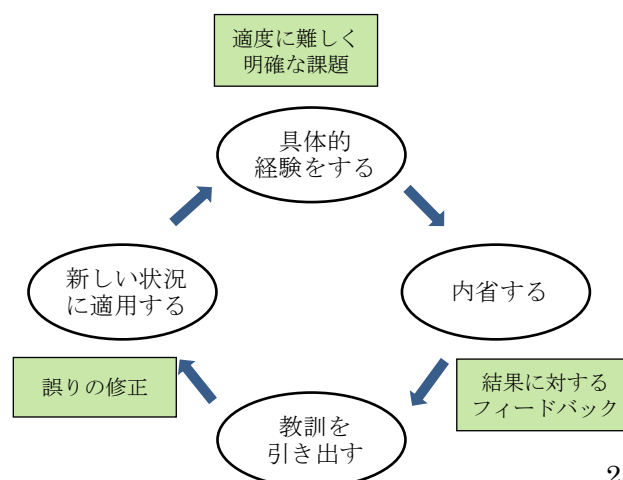 適度に難しく
明確な課題
具体的
経験をする
新しい状況
に適用する
内省する
誤りの修正
結果に対する
フィードバック
教訓を
引き出す
2